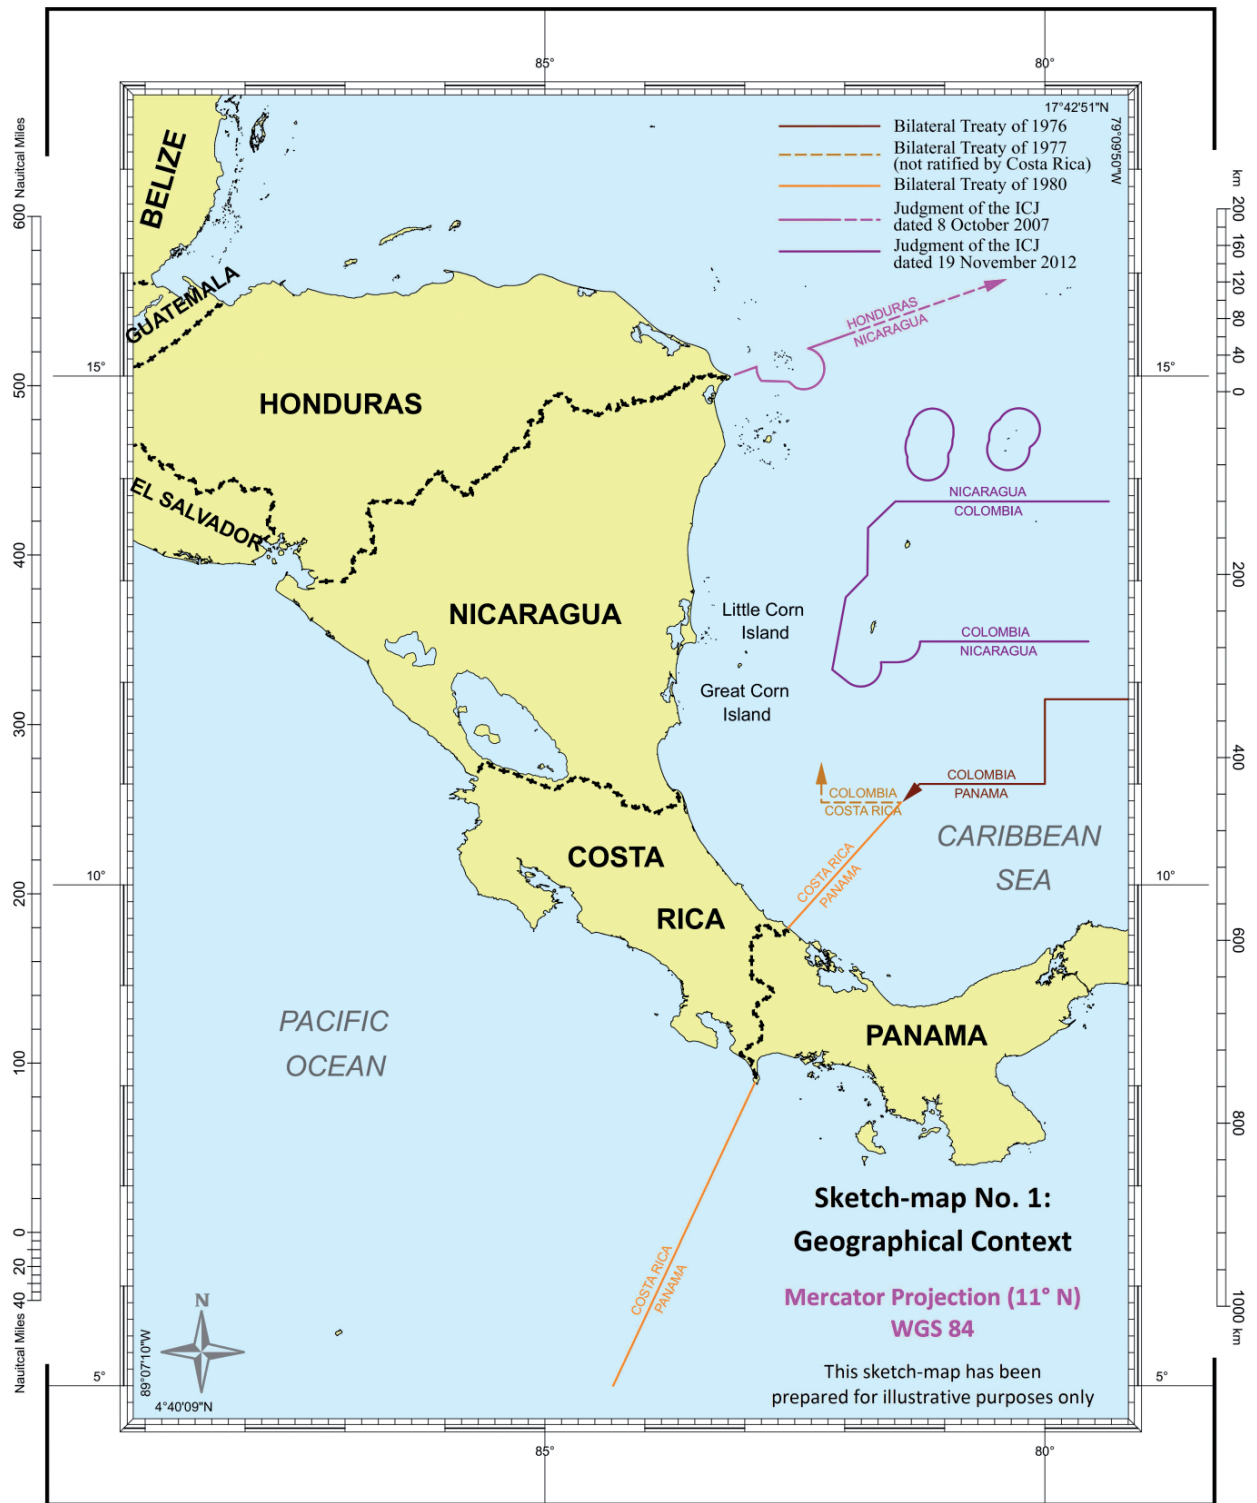 85°
80°
17°42'51"N
79°09'50"W
Bilateral Treaty of 1976
Bilateral Treaty of 1977
(not ratified by Costa Rica)
Bilateral Treaty of 1980
Judgment of the ICJ
dated 8 October 2007
Judgment of the ICJ
dated 19 November 2012
Nauitcal Miles
600
500
400
300
200
100
0
20
40
Nauitcal Miles
km
200
160
120
80
40
0
200
400
600
800
1000 km
BELIZE
GUATEMALA
HONDURAS
NICARAGUA
15°
15°
HONDURAS
EL SALVADOR
NICARAGUA
COLOMBIA
NICARAGUA
Little Corn
Island
COLOMBIA
NICARAGUA
Great Corn
Island
COLOMBIA
PANAMA
COLOMBIA
COSTA RICA
CARIBBEAN
SEA
COSTA
RICA
COSTA RICA
PANAMA
10°
10°
PACIFIC
OCEAN
PANAMA
COSTA RICA
PANAMA
Sketch-map No. 1:
Geographical Context
Mercator Projection (11° N)
WGS 84
This sketch-map has been
prepared for illustrative purposes only
N
89°07'10"W
4°40'09"N
5°
5°
85°
80°